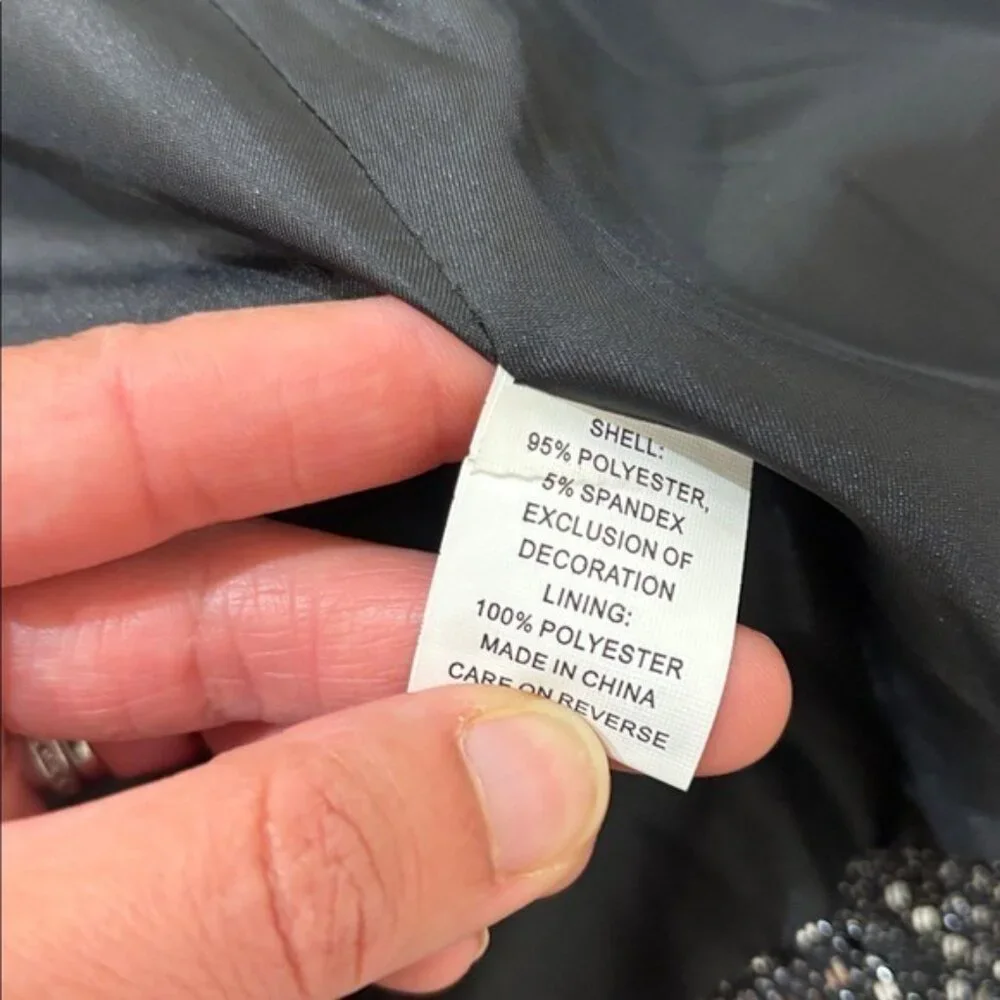 SHELL:
95% POLYESTER,
5% SPANDEX
EXCLUSION OF
DECORATION
LINING:
100% POLYESTER
MADE IN CHINA
CARE ON REVERSE